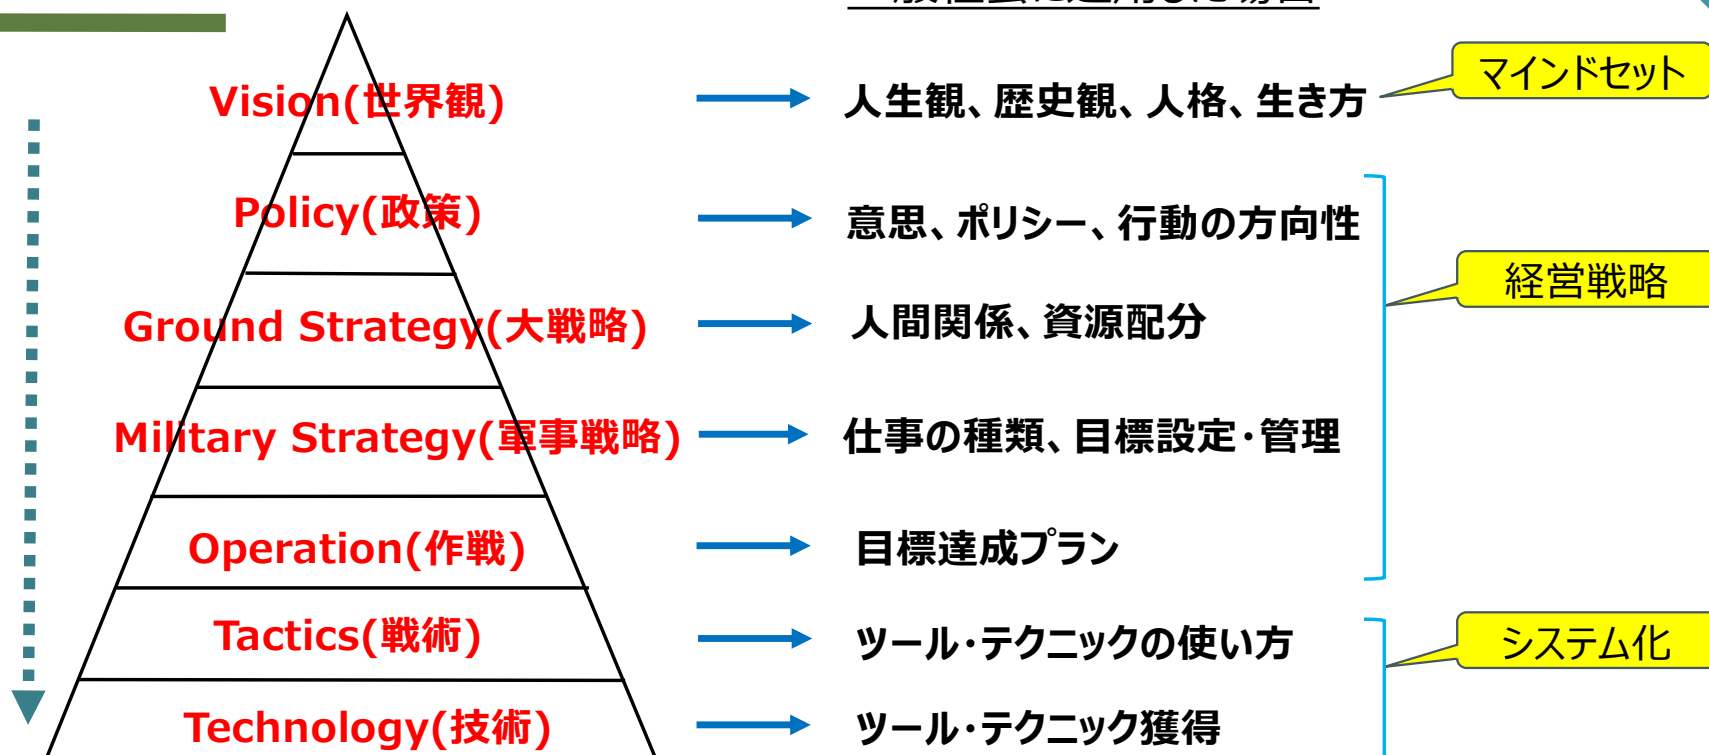 Vision(世界観)
人生観、歴史観、人格、生き方
マインドセット
Policy(政策)
意思、ポリシー、行動の方向性
経営戦略
Ground Strategy(大戦略)
人間関係、資源配分
Military Strategy(軍事戦略)
仕事の種類、目標設定・管理
Operation(作戦)
目標達成プラン
Tactics(戦術)
ツール・テクニックの使い方
システム化
Technology(技術)
ツール・テクニック獲得